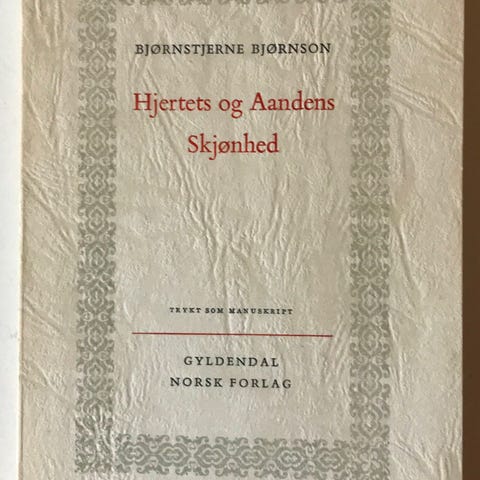 BJØRNSTJERNE BJØRNSON
Hjertets og Aandens
Skjønhed
TRYKT SOM MANUSKRIPT
GYLDENDAL
NORSK FORLAG